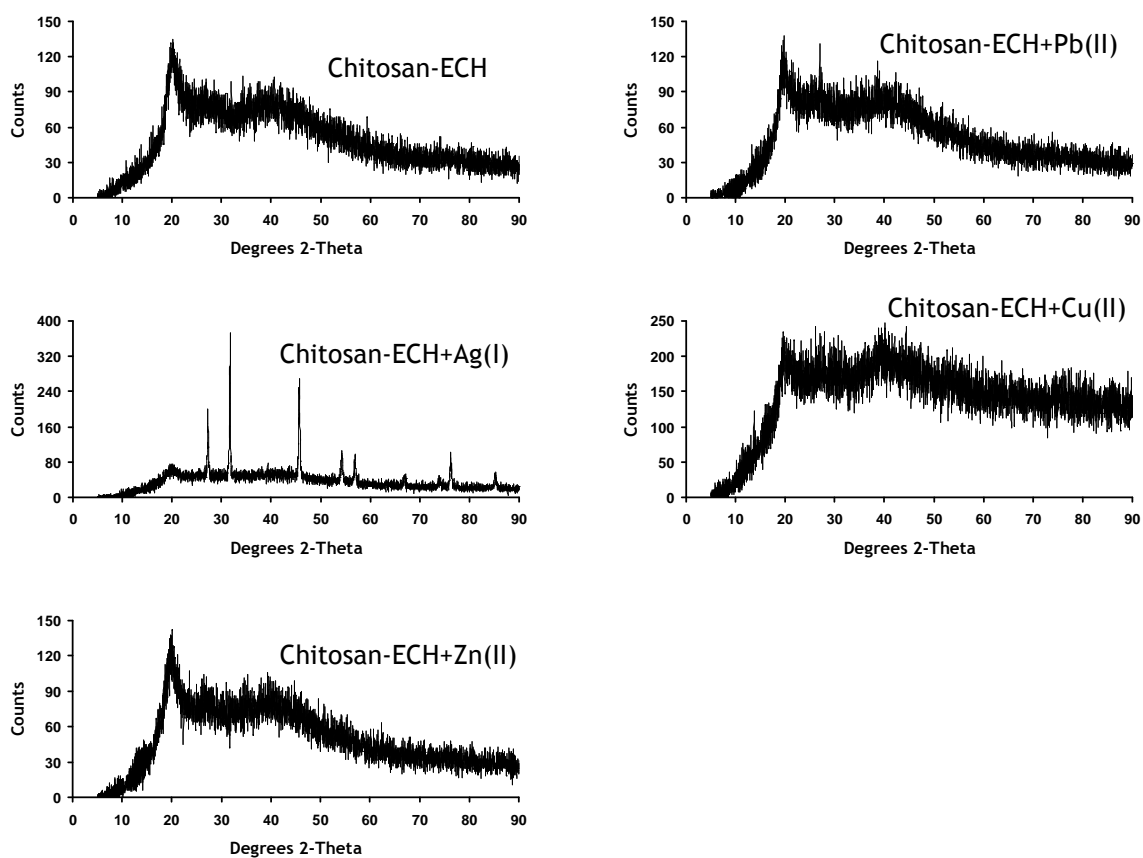 150
120
90
60
30
0
Counts
Chitosan-ECH
0 10 20 30 40 50 60 70 80 90
Degrees 2-Theta
150
120
90
60
30
0
Counts
Chitosan-ECH+Pb(II)
0 10 20 30 40 50 60 70 80 90
Degrees 2-Theta
400
320
240
160
80
0
Counts
Chitosan-ECH+Ag(I)
0 10 20 30 40 50 60 70 80 90
Degrees 2-Theta
250
200
150
100
50
0
Counts
Chitosan-ECH+Cu(II)
0 10 20 30 40 50 60 70 80 90
Degrees 2-Theta
150
120
90
60
30
0
Counts
Chitosan-ECH+Zn(II)
0 10 20 30 40 50 60 70 80 90
Degrees 2-Theta